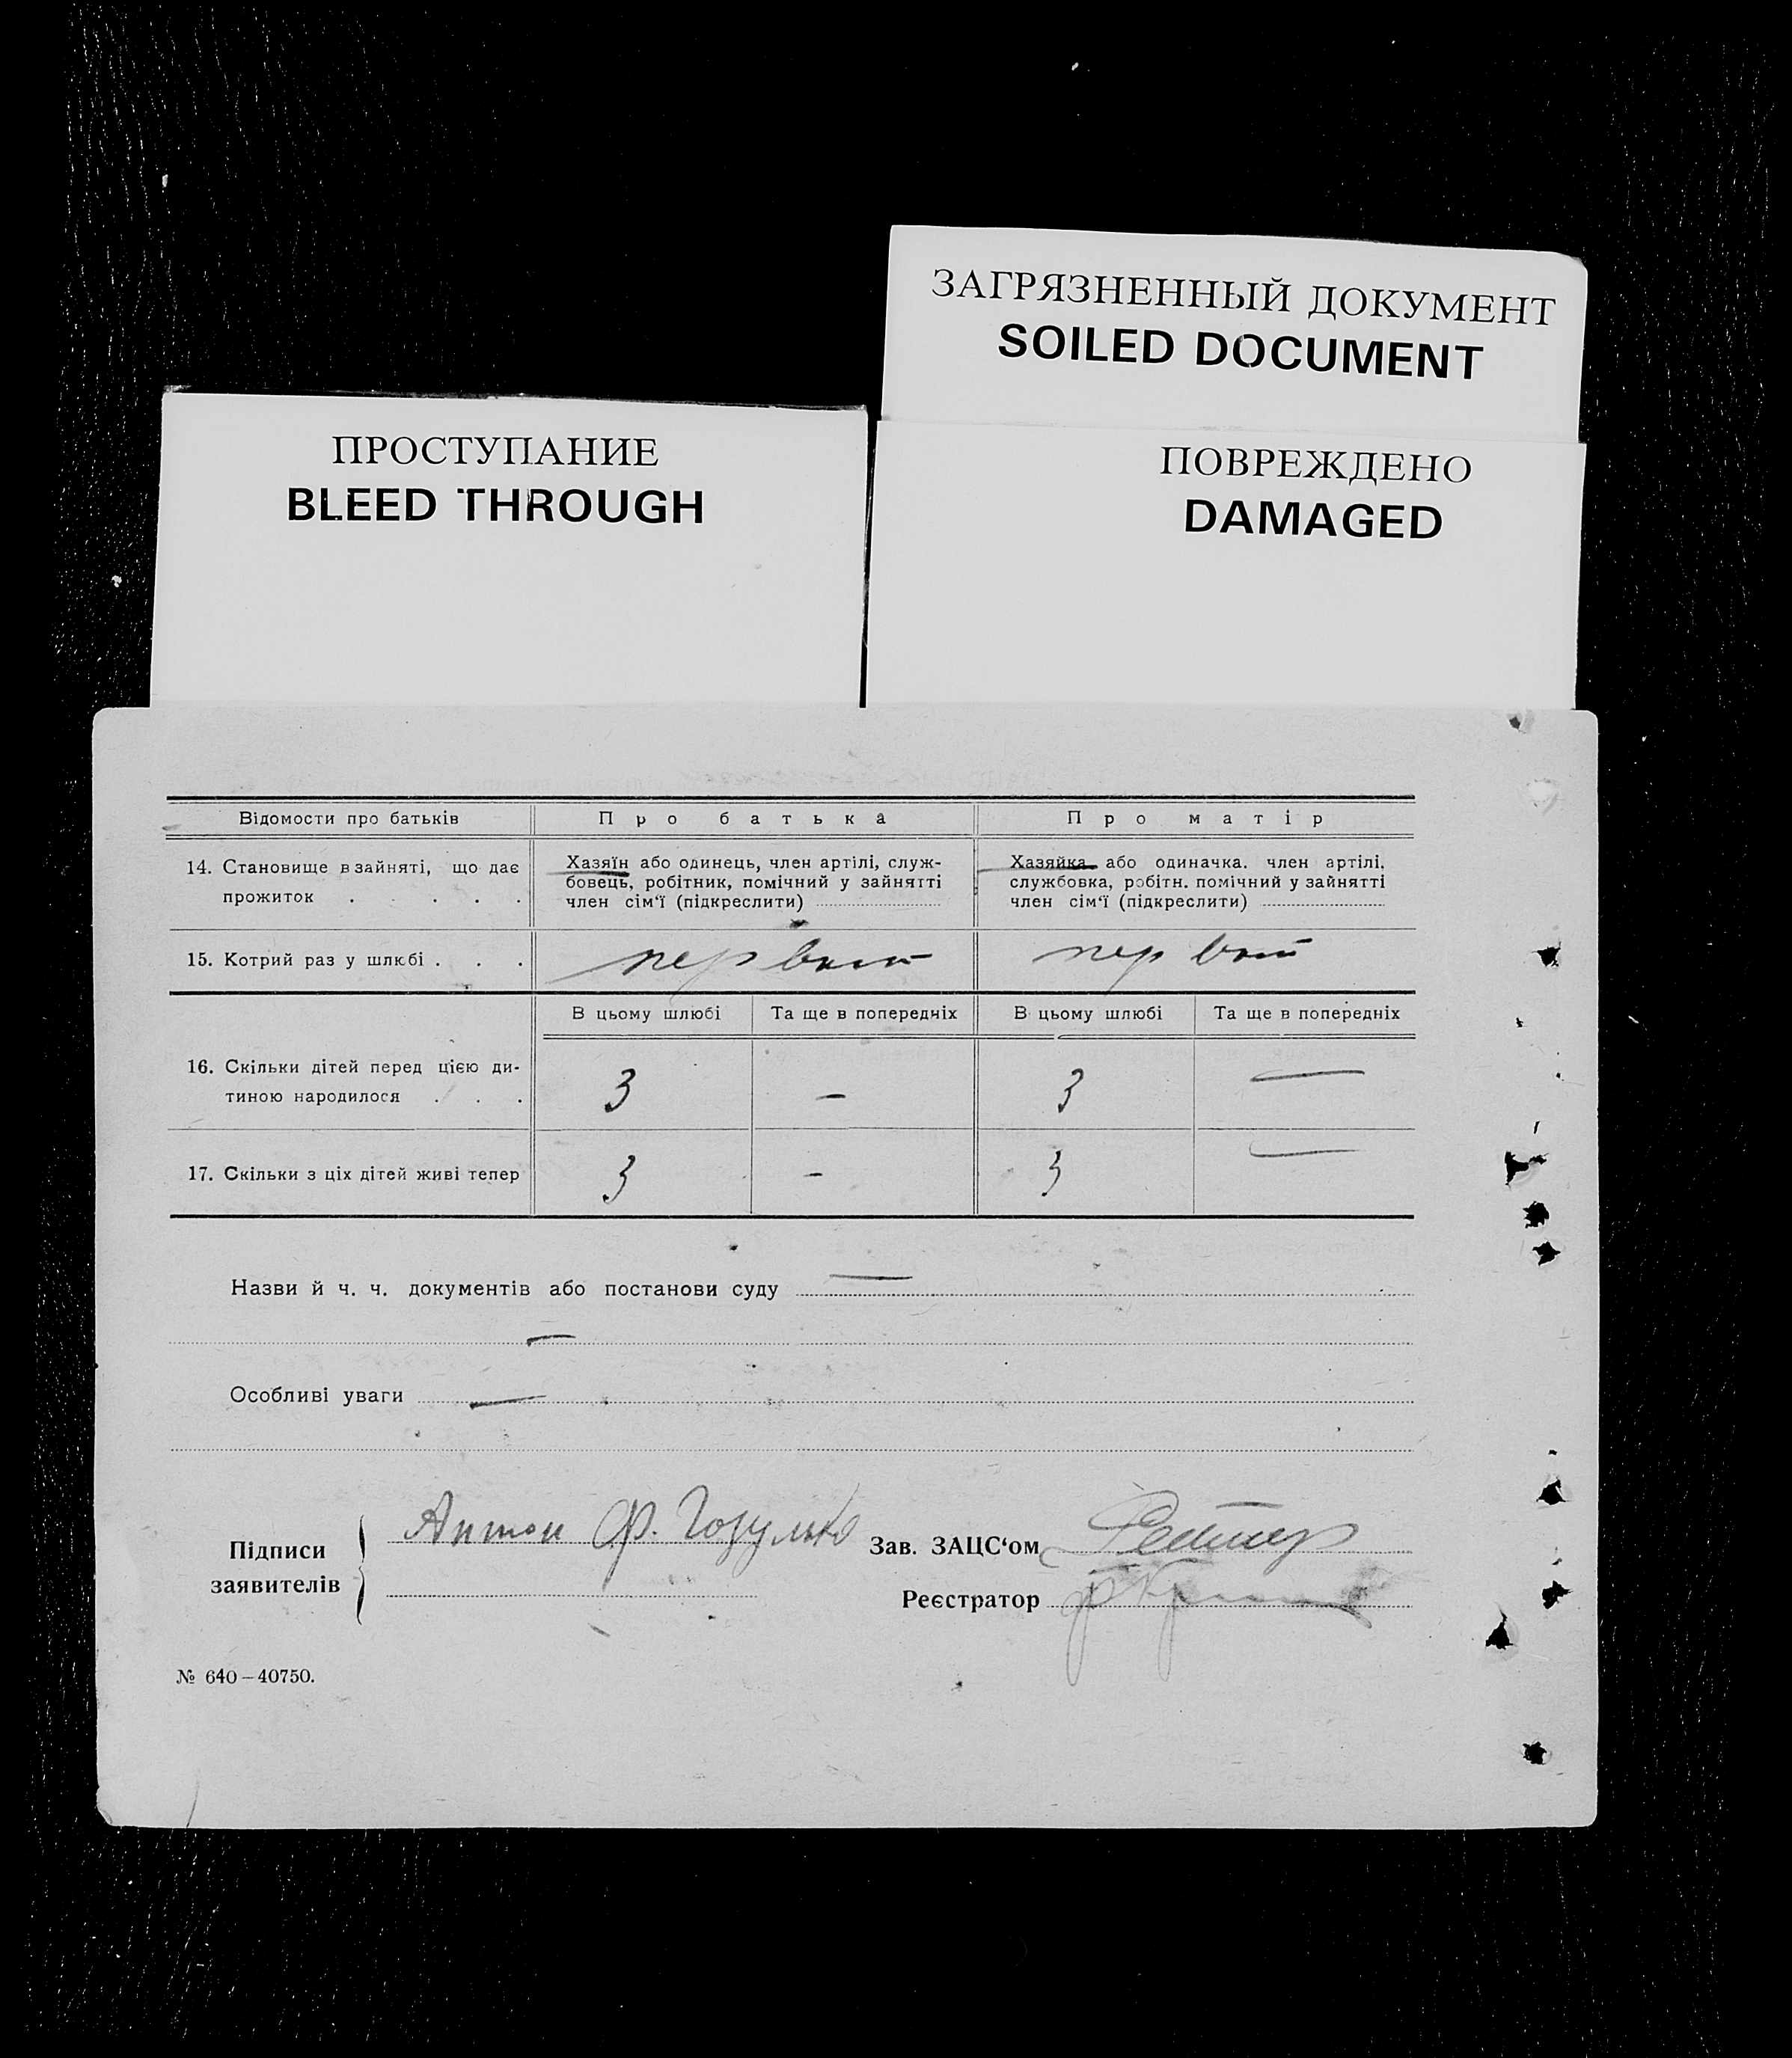 ЗАГРЯЗНЕННЫЙ ДОКУМЕНТ
SOILED DOCUMENT
ПРОСТУПАНИЕ
BLEED THROUGH
ПОВРЕЖДЕНО
DAMAGED
Відомости про батьків
Про батька
Про матір
14. Становище в зайняті, що дає
прожиток . . . . .
Хазяїн або одинець, член артілі, служ-
бовець, робітник, помічний у зайнятті
член сім‘ї (підкреслити)
Хазяйка або одиначка. член артілі,
службовка, робітн. помічний у зайнятті
член сім‘ї (підкреслити)
15. Котрий раз у шлюбі . . .
первый
первый
В цьому шлюбі
Та ще в попередніх
В цьому шлюбі
Та ще в попередніх
16. Скільки дітей перед цією ди-
тиною народилося . . .
3
–
3
—
17. Скільки з ціх дітей живі тепер
3
–
3
—
Назви й ч. ч. документів або постанови суду —
—
Особливі уваги —
Підписи
заявителів
Антон Ф. Гозулько
Зав. ЗАЦС‘ом
Реєстратор
№ 640–40750.